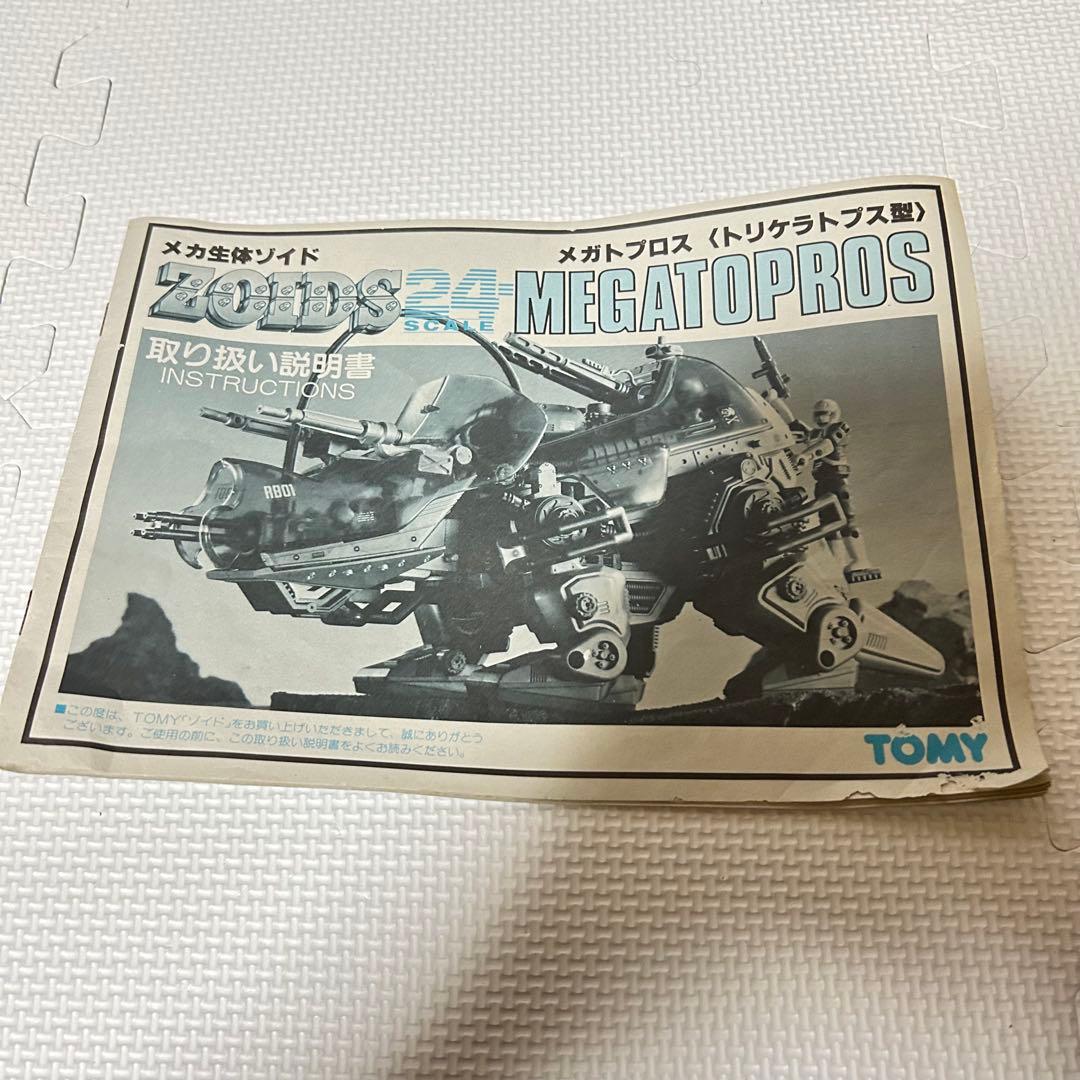 メカ生体ゾイド
ZOIDS 24 SCALE
メガトプロス〈トリケラトプス型〉
MEGATOPROS
取り扱い説明書
INSTRUCTIONS
RB01
■この度は、TOMY「ゾイド」をお買い上げいただきまして、誠にありがとう
ございます。ご使用の前に、この取り扱い説明書をよくお読みください。
TOMY